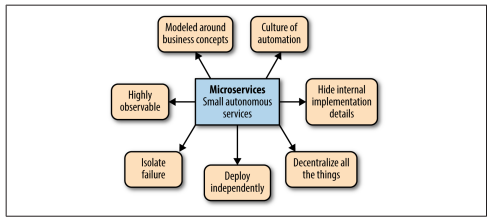 Modeled around
business concepts
Culture of
automation
Highly
observable
Microservices
Small autonomous
services
Hide internal
implementation
details
Isolate
failure
Deploy
independently
Decentralize all
the things